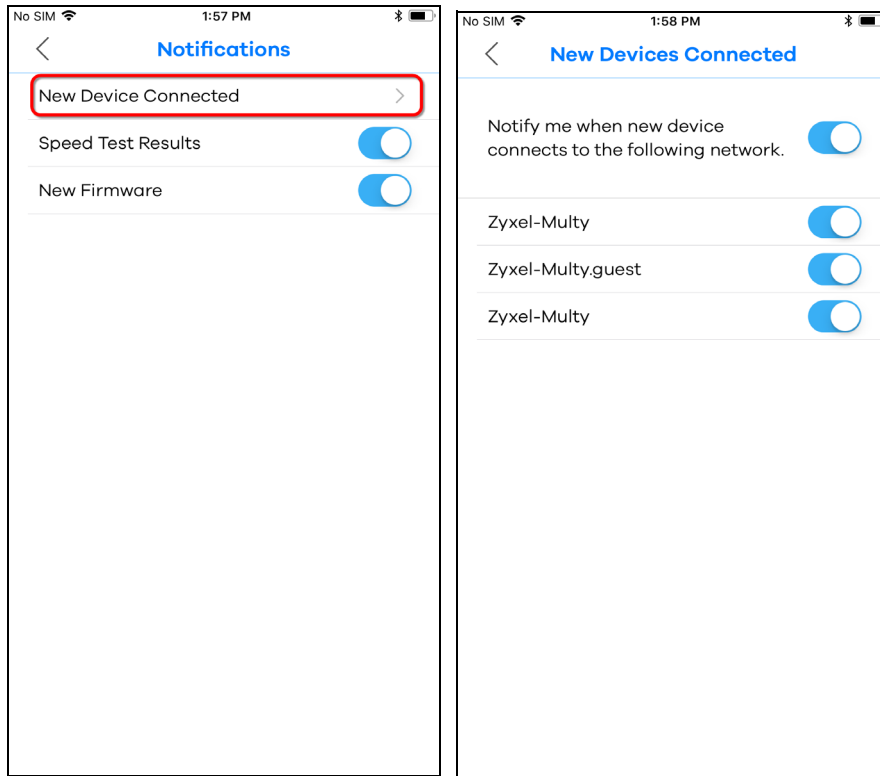 No SIM 1:57 PM
Notifications
New Device Connected
Speed Test Results
New Firmware
No SIM 1:58 PM
New Devices Connected
Notify me when new device
connects to the following network.
Zyxel-Multy
Zyxel-Multy.guest
Zyxel-Multy